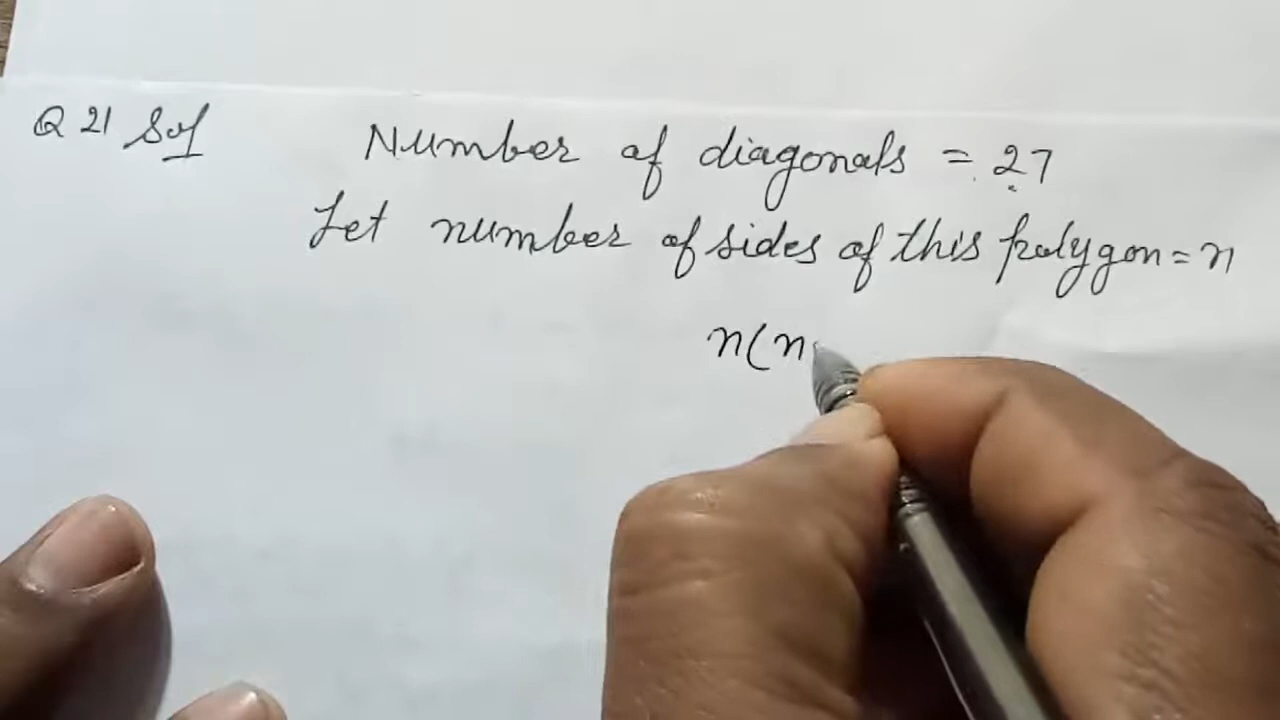 Q 21 Sol
Number of diagonals = 27
Let number of sides of this polygon = n
n(n